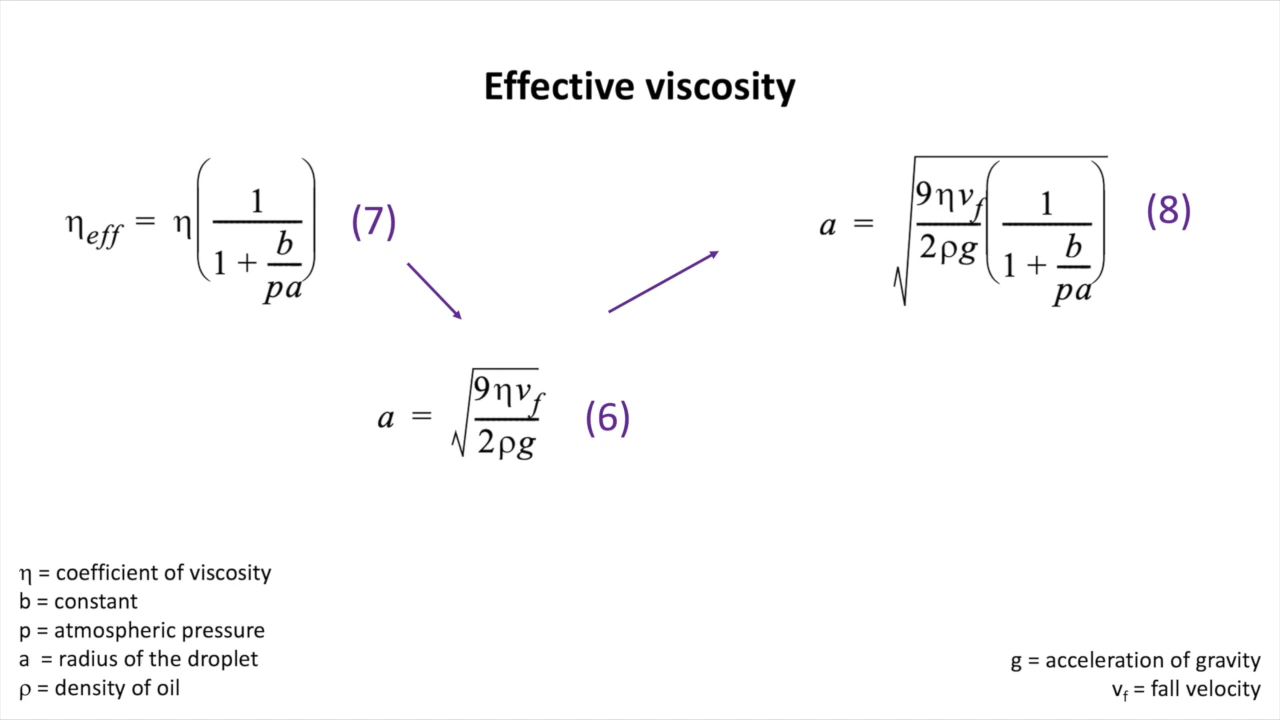 Effective viscosity
η_eff = η(1/(1 + b/pa)) (7)
a = √(9ηv_f/2ρg (1/(1 + b/pa))) (8)
a = √(9ηv_f/2ρg) (6)
η = coefficient of viscosity
b = constant
p = atmospheric pressure
a = radius of the droplet
ρ = density of oil
g = acceleration of gravity
v_f = fall velocity